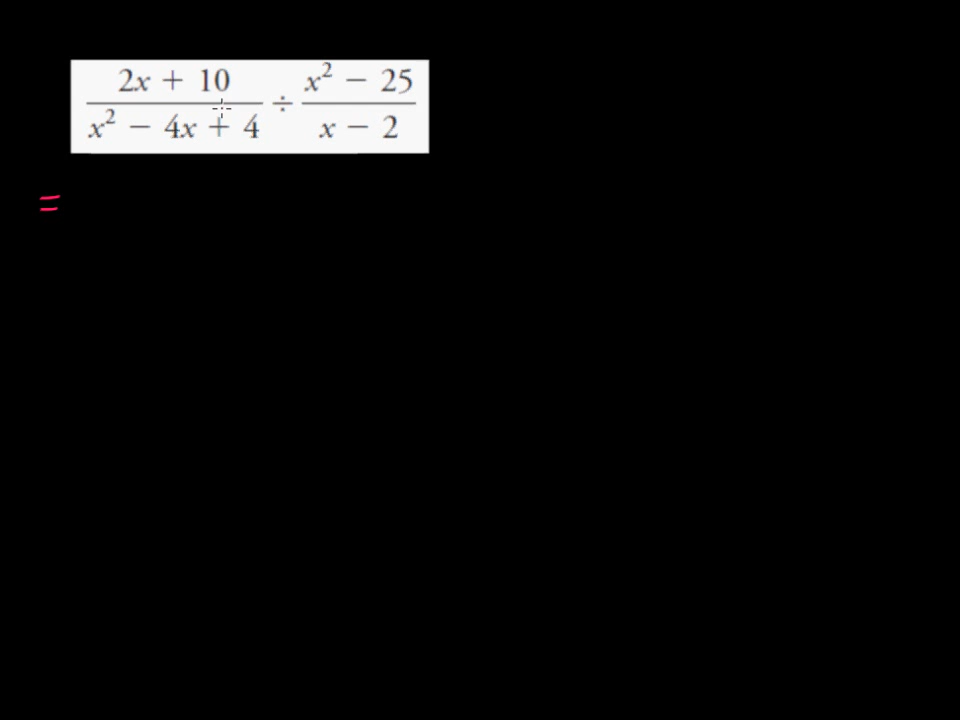 (2x + 10)/(x² − 4x + 4) ÷ (x² − 25)/(x − 2)
=